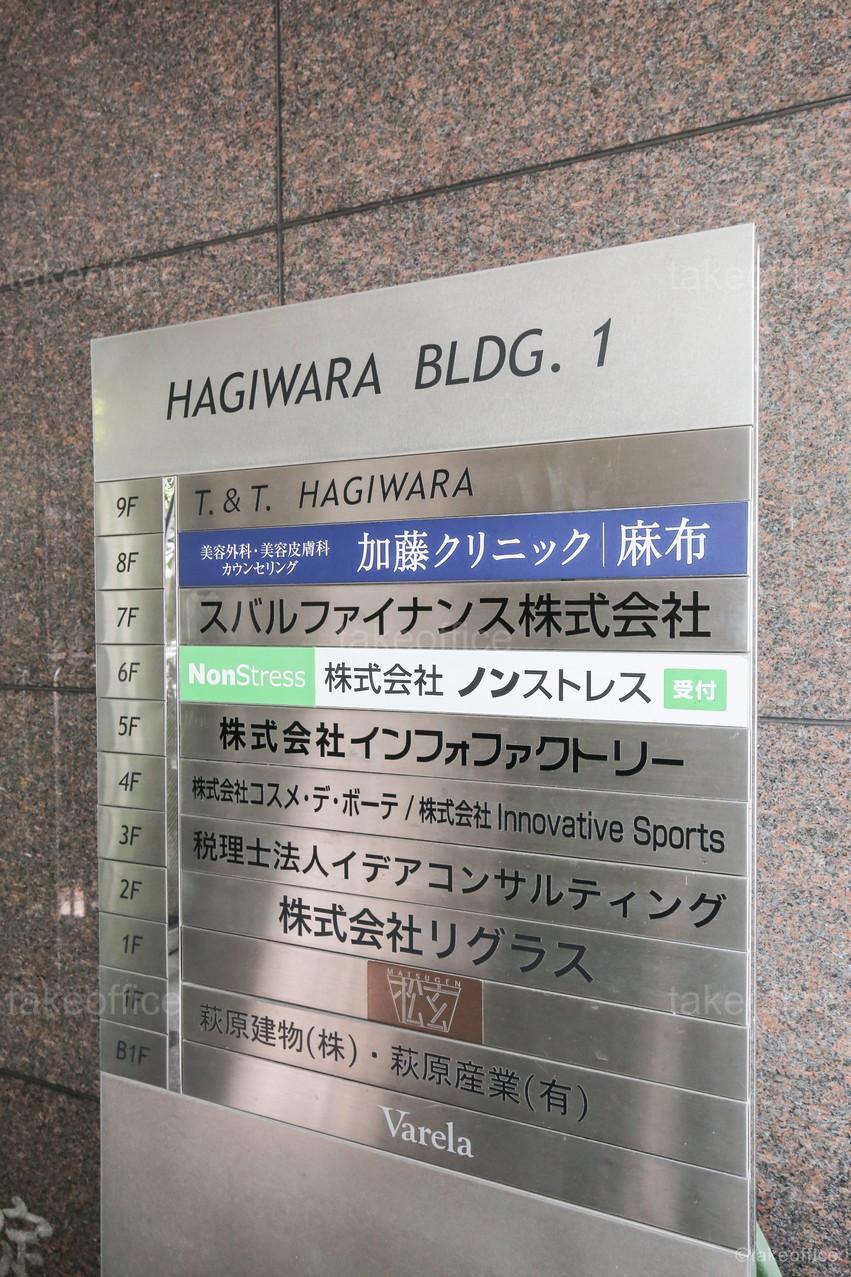 HAGIWARA BLDG. 1
9F T. & T. HAGIWARA
8F 美容外科・美容皮膚科 カウンセリング 加藤クリニック|麻布
7F スバルファイナンス株式会社
6F NonStress 株式会社 ノンストレス 受付
5F 株式会社インフォファクトリー
4F 株式会社コスメ・デ・ボーテ / 株式会社 Innovative Sports
3F 税理士法人イデアコンサルティング
2F 株式会社リグラス
1F MATSUGEN 松玄
1F 萩原建物(株)・萩原産業(有)
B1F Varela
takeoffice
takeoffice
takeoffice
takeoffice
takeoffice
©takeoffice